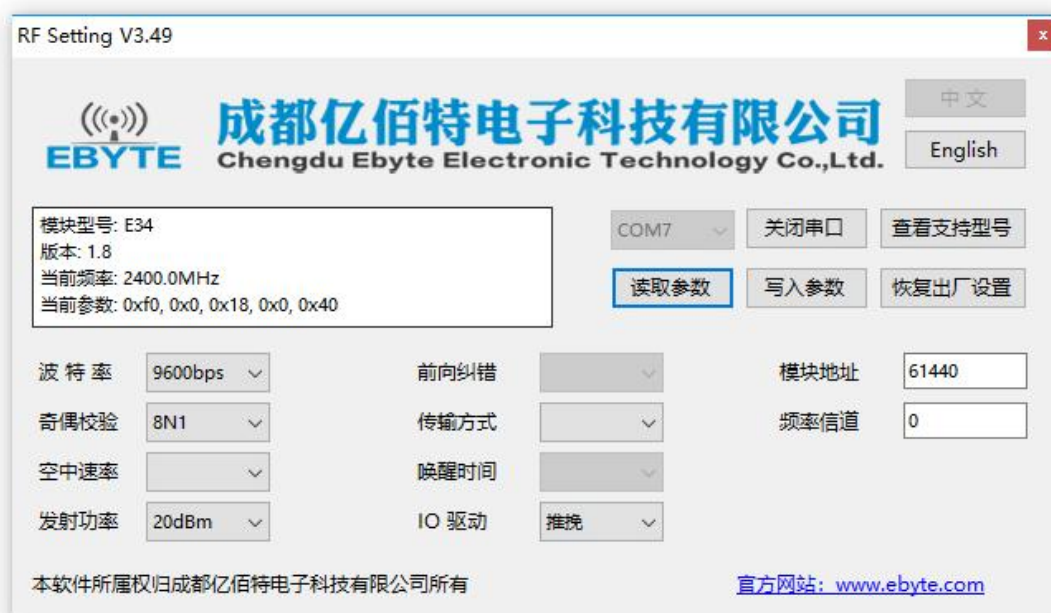 RF Setting V3.49
x
EBYTE
成都亿佰特电子科技有限公司
Chengdu Ebyte Electronic Technology Co.,Ltd.
中文
English
模块型号: E34
版本: 1.8
当前频率: 2400.0MHz
当前参数: 0xf0, 0x0, 0x18, 0x0, 0x40
COM7 关闭串口 查看支持型号
读取参数 写入参数 恢复出厂设置
波特率 9600bps 前向纠错 模块地址 61440
奇偶校验 8N1 传输方式 频率信道 0
空中速率 唤醒时间
发射功率 20dBm IO 驱动 推挽
本软件所属权归成都亿佰特电子科技有限公司所有 官方网站：www.ebyte.com